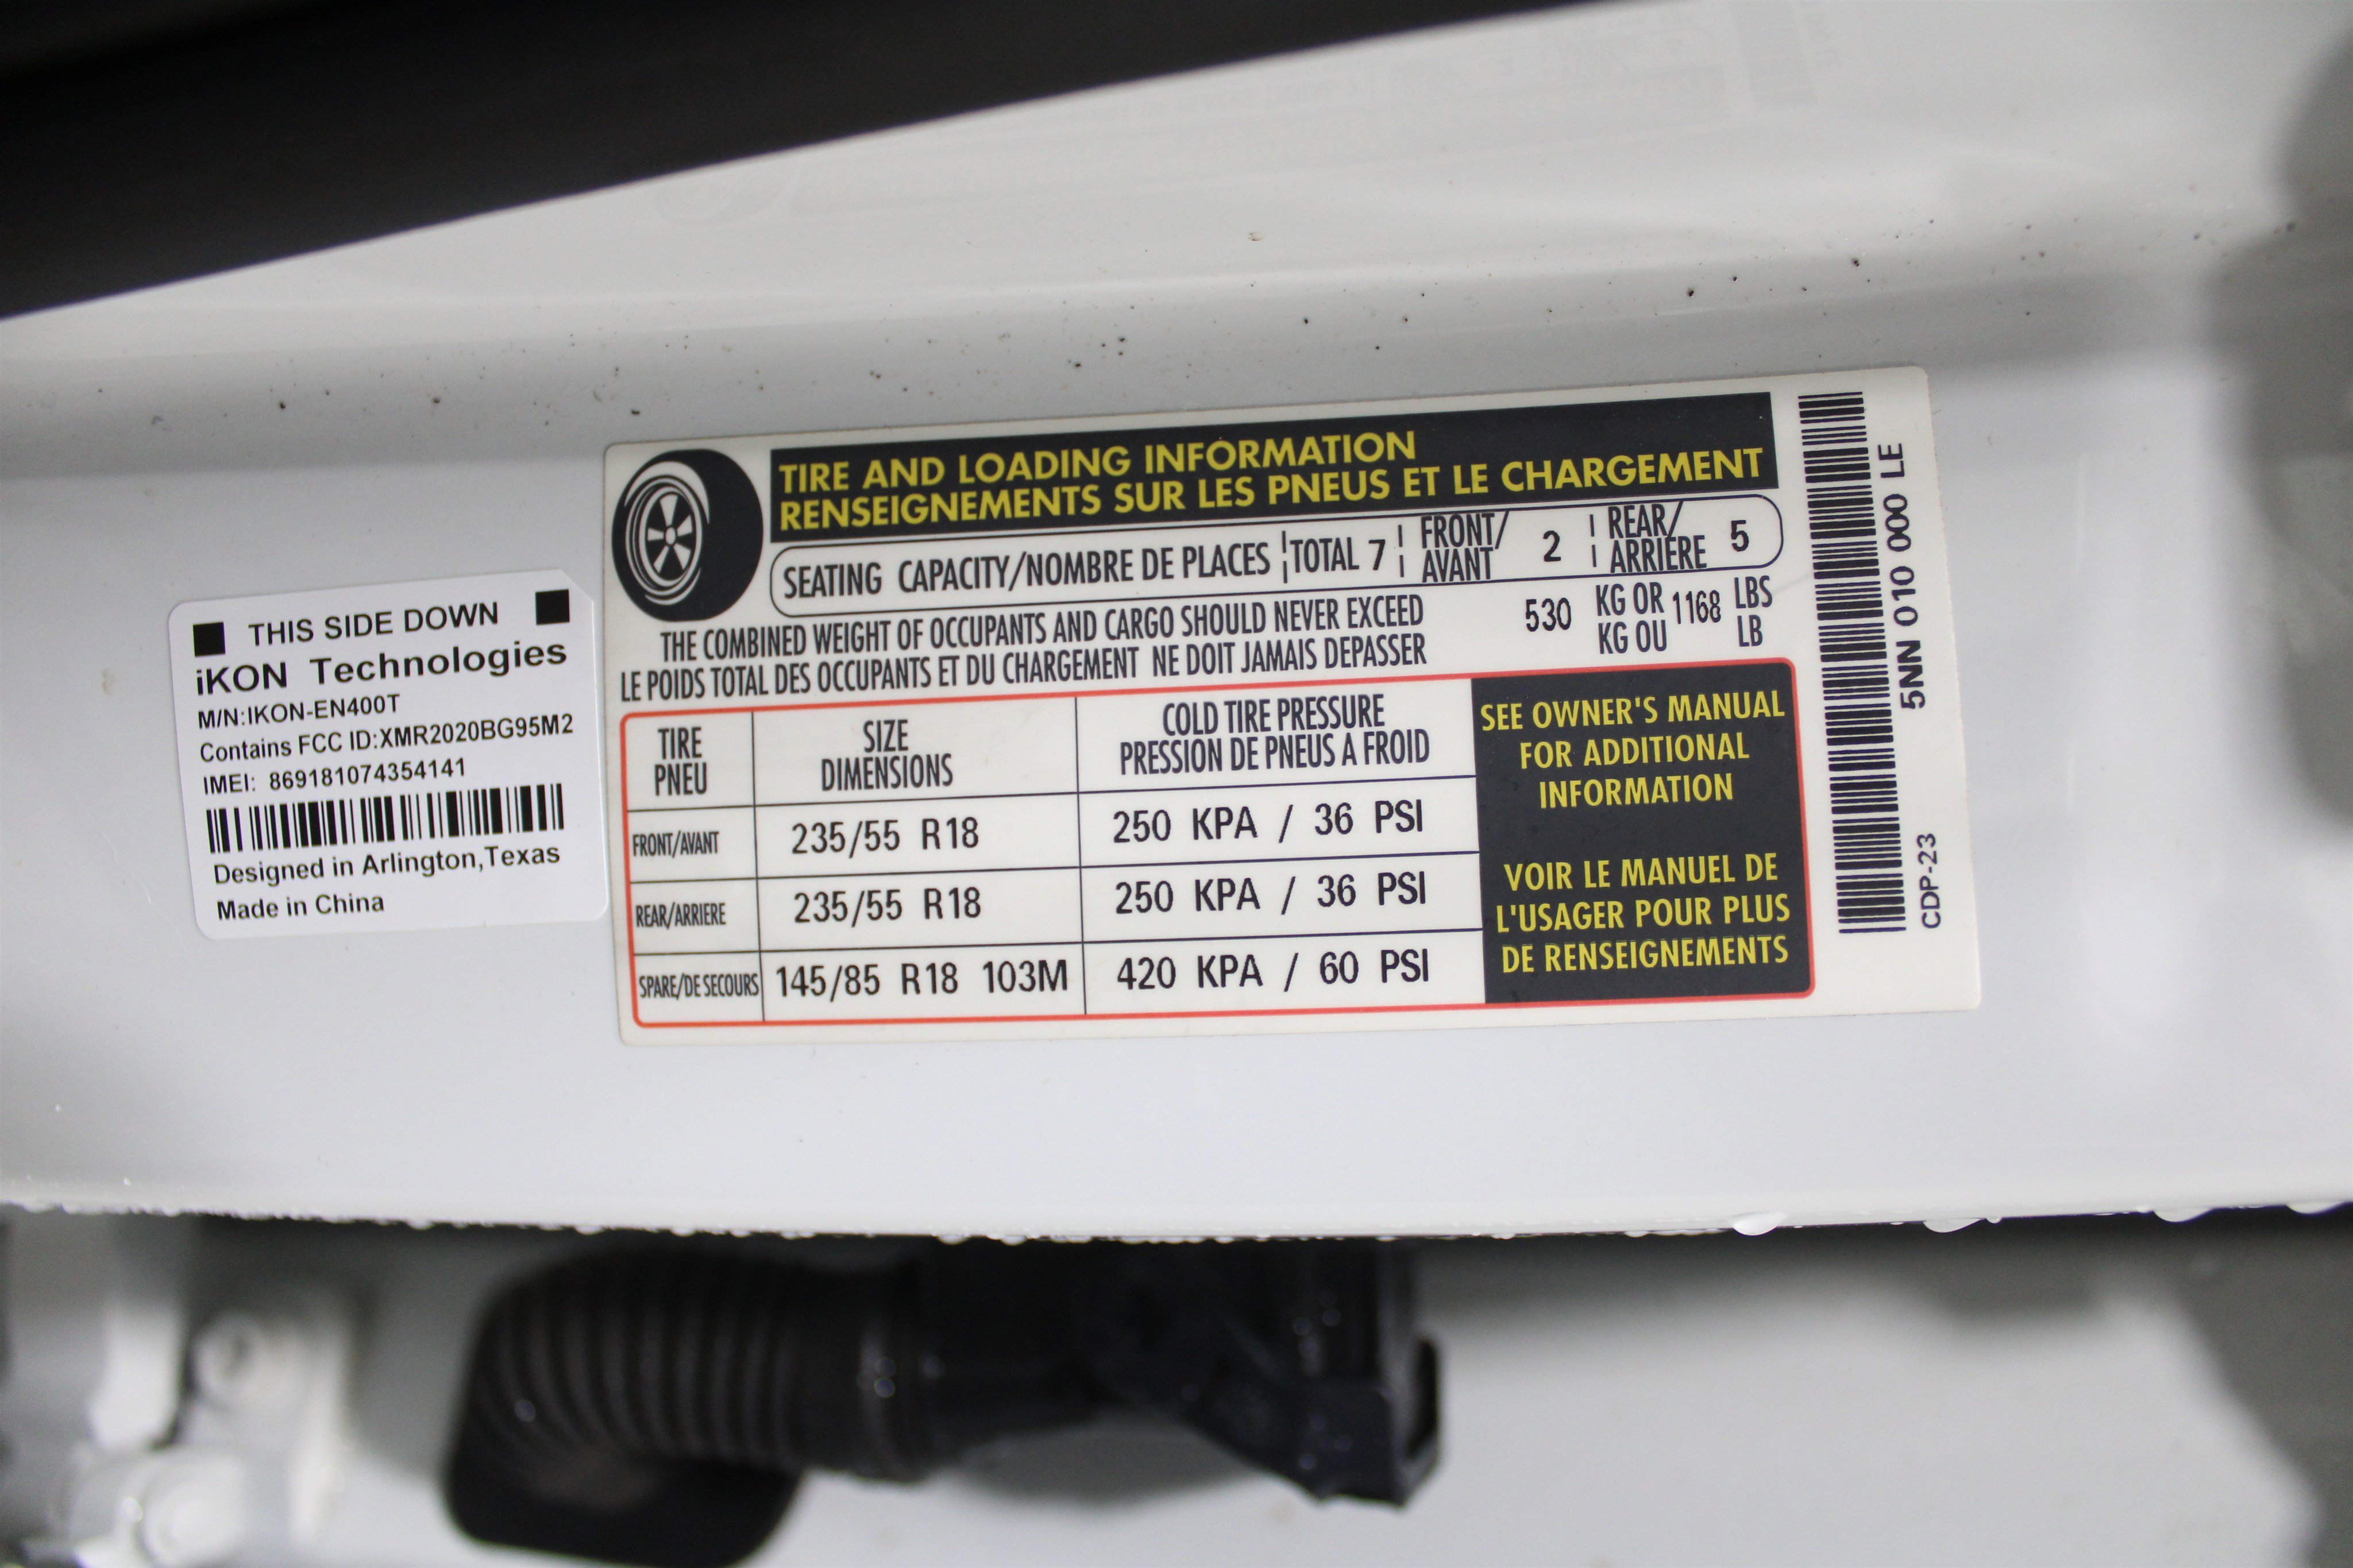 THIS SIDE DOWN
iKON Technologies
M/N:IKON-EN400T
Contains FCC ID:XMR2020BG95M2
IMEI: 869181074354141
Designed in Arlington,Texas
Made in China
TIRE AND LOADING INFORMATION
RENSEIGNEMENTS SUR LES PNEUS ET LE CHARGEMENT
SEATING CAPACITY/NOMBRE DE PLACES TOTAL 7 FRONT/ AVANT 2 REAR/ ARRIÈRE 5
THE COMBINED WEIGHT OF OCCUPANTS AND CARGO SHOULD NEVER EXCEED 530 KG OR 1168 LBS
LE POIDS TOTAL DES OCCUPANTS ET DU CHARGEMENT NE DOIT JAMAIS DEPASSER KG OU LB
TIRE SIZE COLD TIRE PRESSURE
PNEU DIMENSIONS PRESSION DE PNEUS A FROID
FRONT/AVANT 235/55 R18 250 KPA / 36 PSI
REAR/ARRIERE 235/55 R18 250 KPA / 36 PSI
SPARE/DE SECOURS 145/85 R18 103M 420 KPA / 60 PSI
SEE OWNER'S MANUAL
FOR ADDITIONAL
INFORMATION
VOIR LE MANUEL DE
L'USAGER POUR PLUS
DE RENSEIGNEMENTS
5NN 010 000 LE
CDP-23